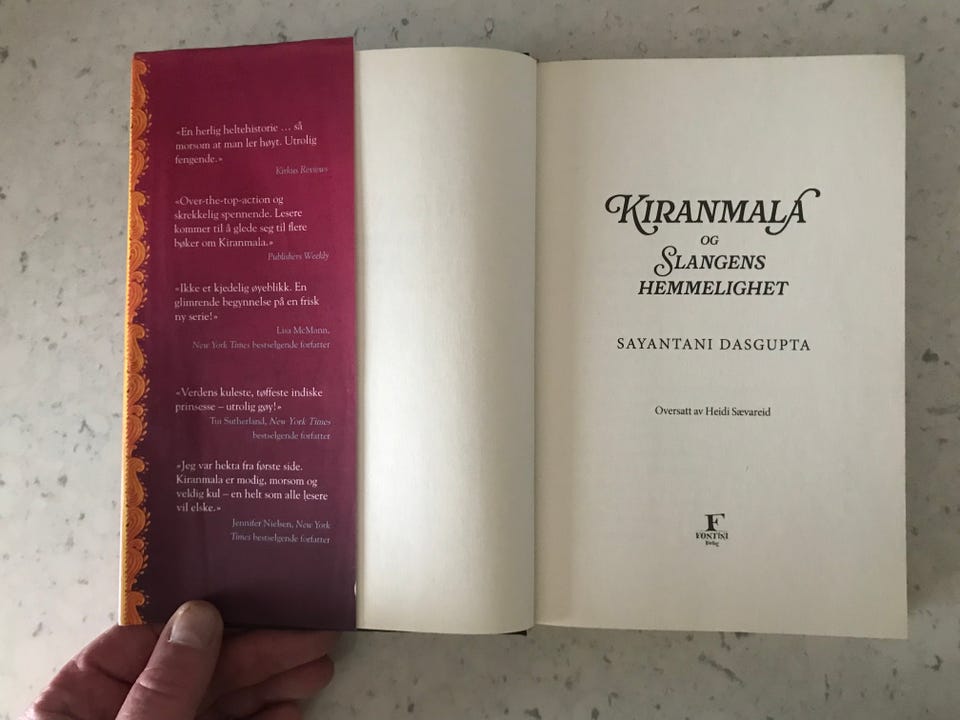 «En herlig heltehistorie ... så
morsom at man ler høyt. Utrolig
fengende.»
Kirkus Reviews
«Over-the-top-action og
skrekkelig spennende. Lesere
kommer til å glede seg til flere
bøker om Kiranmala.»
Publishers Weekly
«Ikke et kjedelig øyeblikk. En
glimrende begynnelse på en frisk
ny serie!»
Lisa McMann,
New York Times bestselgende forfatter
«Verdens kuleste, tøffeste indiske
prinsesse – utrolig gøy!»
Tui Sutherland, New York Times
bestselgende forfatter
«Jeg var hekta fra første side.
Kiranmala er modig, morsom og
veldig kul – en helt som alle lesere
vil elske.»
Jennifer Nielsen, New York
Times bestselgende forfatter
KIRANMALA
OG
SLANGENS
HEMMELIGHET
SAYANTANI DASGUPTA
Oversatt av Heidi Sævareid
F
FONTINI
forlag